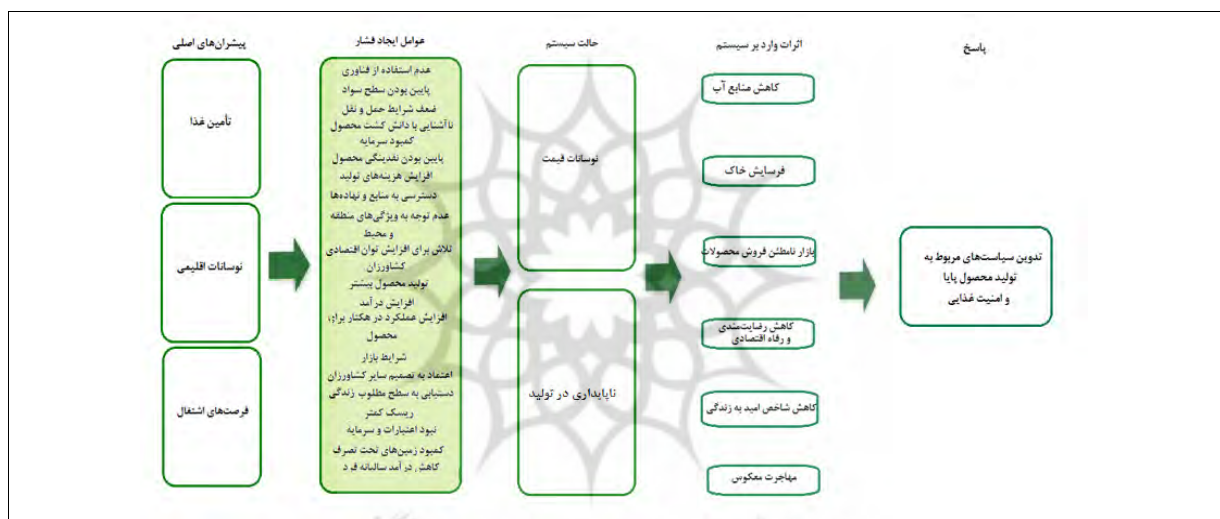 پیشران‌های اصلی
تأمین غذا
نوسانات اقلیمی
فرصت‌های اشتغال
عوامل ایجاد فشار
عدم استفاده از فناوری
پایین بودن سطح سواد
ضعف شرایط حمل و نقل
ناآشنایی با دانش کشت محصول
کمبود سرمایه
پایین بودن نقدینگی محصول
افزایش هزینه‌های تولید
دسترسی به منابع و نهاده‌ها
عدم توجه به ویژگی‌های منطقه
و محیط
تلاش برای افزایش توان اقتصادی
کشاورزان
تولید محصول بیشتر
افزایش درآمد
افزایش عملکرد در هکتار برای
محصول
شرایط بازار
اعتماد به تصمیم سایر کشاورزان
دستیابی به سطح مطلوب زندگی
ریسک کمتر
نبود اعتبارات و سرمایه
کمبود زمین‌های تحت تصرف
کاهش درآمد سالیانه فرد
حالت سیستم
نوسانات قیمت
ناپایداری در تولید
اثرات وارد بر سیستم
کاهش منابع آب
فرسایش خاک
بازار نامطئن فروش محصولات
کاهش رضایت‌مندی
و رفاه اقتصادی
کاهش شاخص امید به زندگی
مهاجرت معکوس
پاسخ
تدوین سیاست‌های مربوط به
تولید محصول پایا
و امنیت غذایی